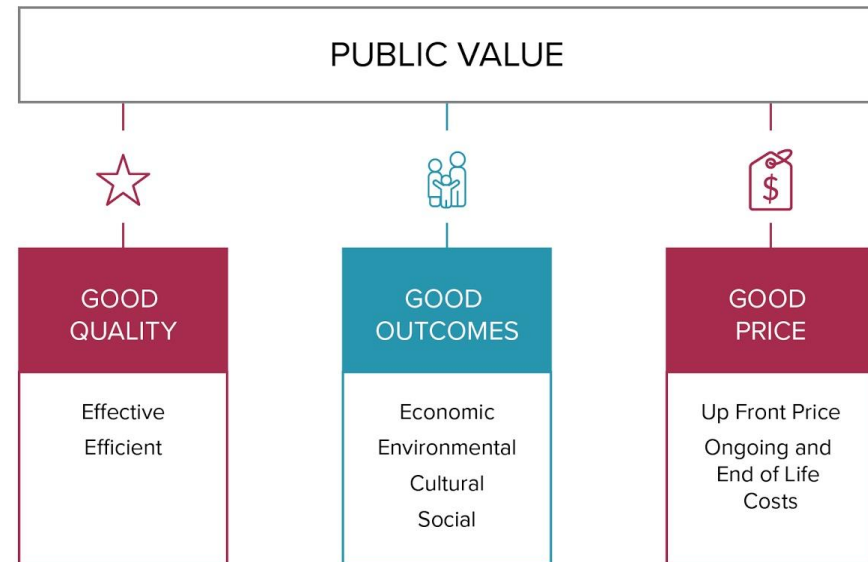 PUBLIC VALUE
$
GOOD
QUALITY
Effective
Efficient
GOOD
OUTCOMES
Economic
Environmental
Cultural
Social
GOOD
PRICE
Up Front Price
Ongoing and
End of Life
Costs